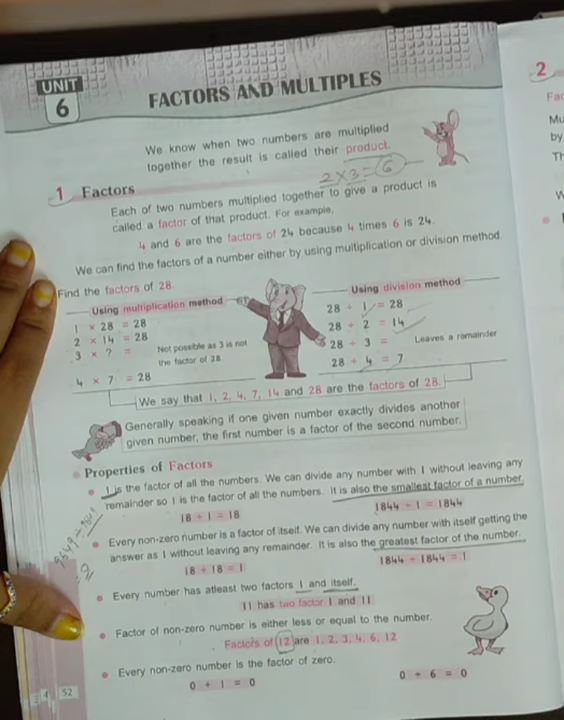 UNIT
6
FACTORS AND MULTIPLES
We know when two numbers are multiplied
together the result is called their product.
2 × 3 = 6
1 Factors
Each of two numbers multiplied together to give a product is
called a factor of that product. For example,
4 and 6 are the factors of 24 because 4 times 6 is 24.
We can find the factors of a number either by using multiplication or division method.
Find the factors of 28.
Using multiplication method
1 × 28 = 28
2 × 14 = 28
3 × ? =
Not possible as 3 is not
the factor of 28
4 × 7 = 28
Using division method
28 ÷ 1 = 28
28 ÷ 2 = 14
28 ÷ 3 = Leaves a remainder
28 ÷ 4 = 7
We say that 1, 2, 4, 7, 14 and 28 are the factors of 28.
Generally speaking if one given number exactly divides another
given number, the first number is a factor of the second number.
Properties of Factors
1 is the factor of all the numbers. We can divide any number with 1 without leaving any
remainder so 1 is the factor of all the numbers. It is also the smallest factor of a number.
18 ÷ 1 = 18 1844 ÷ 1 = 1844
Every non-zero number is a factor of itself. We can divide any number with itself getting the
answer as 1 without leaving any remainder. It is also the greatest factor of the number.
18 ÷ 18 = 1 1844 ÷ 1844 = 1
Every number has atleast two factors 1 and itself.
11 has two factor 1 and 11
Factor of non-zero number is either less or equal to the number.
Factors of 12 are 1, 2, 3, 4, 6, 12
Every non-zero number is the factor of zero.
0 ÷ 1 = 0 0 ÷ 6 = 0
4 52
2
Fac
Mu
by
Th